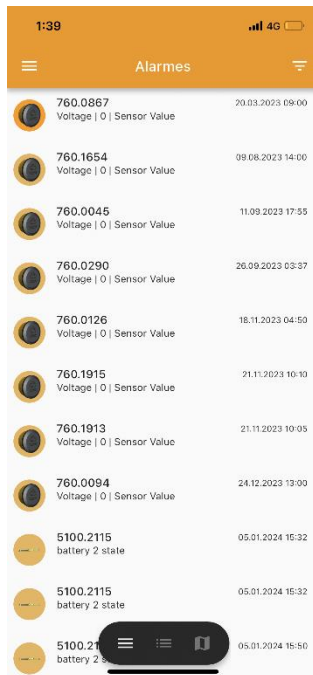 1:39
4G
Alarmes
760.0867
20.03.2023 09:00
Voltage | 0 | Sensor Value
760.1654
09.08.2023 14:00
Voltage | 0 | Sensor Value
760.0045
11.09.2023 17:55
Voltage | 0 | Sensor Value
760.0290
26.09.2023 03:37
Voltage | 0 | Sensor Value
760.0126
18.11.2023 04:50
Voltage | 0 | Sensor Value
760.1915
21.11.2023 10:10
Voltage | 0 | Sensor Value
760.1913
21.11.2023 10:05
Voltage | 0 | Sensor Value
760.0094
24.12.2023 13:00
Voltage | 0 | Sensor Value
5100.2115
05.01.2024 15:32
battery 2 state
5100.2115
05.01.2024 15:32
battery 2 state
5100.21
05.01.2024 15:50
battery 2 s